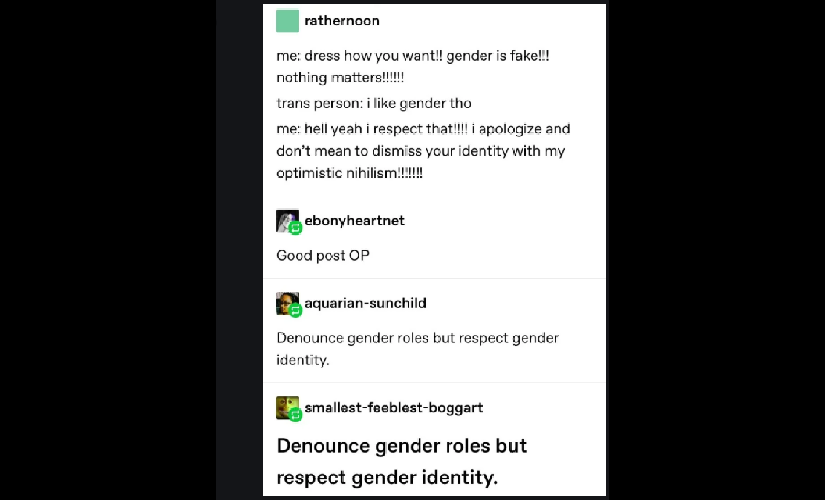 rathernoon
me: dress how you want!! gender is fake!!!
nothing matters!!!!!!
trans person: i like gender tho
me: hell yeah i respect that!!!! i apologize and
don't mean to dismiss your identity with my
optimistic nihilism!!!!!!!
ebonyheartnet
Good post OP
aquarian-sunchild
Denounce gender roles but respect gender
identity.
smallest-feeblest-boggart
Denounce gender roles but
respect gender identity.